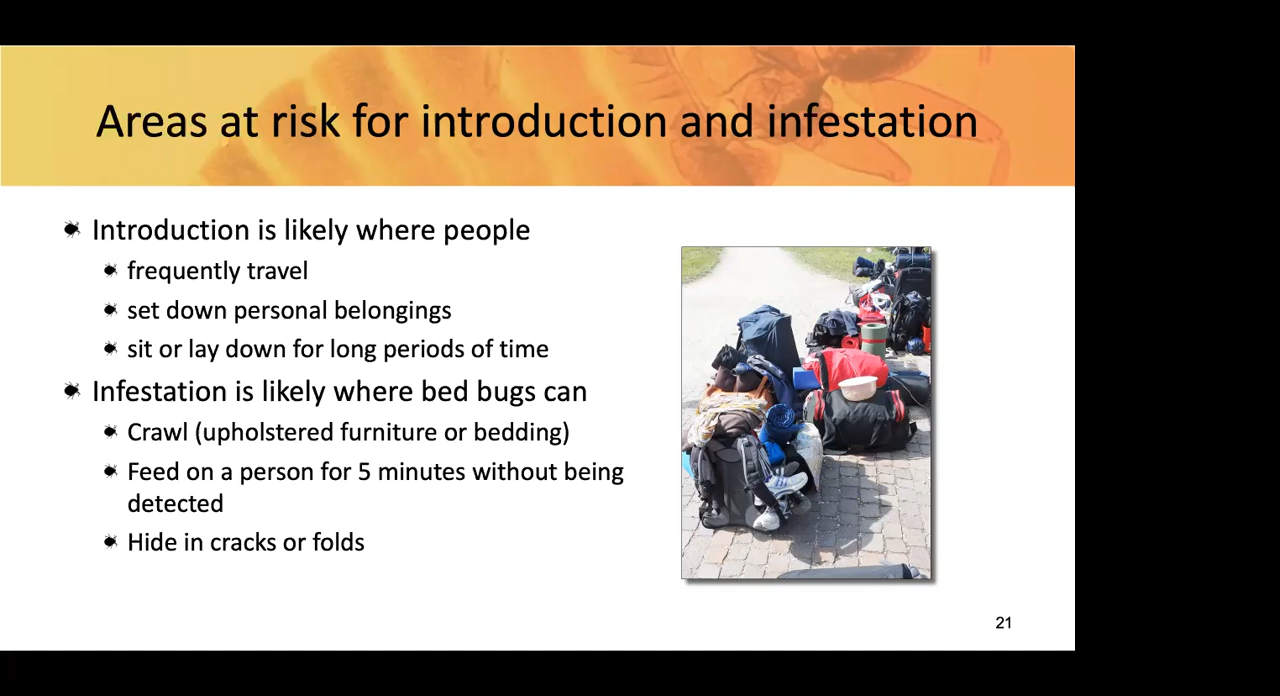 Areas at risk for introduction and infestation
Introduction is likely where people
frequently travel
set down personal belongings
sit or lay down for long periods of time
Infestation is likely where bed bugs can
Crawl (upholstered furniture or bedding)
Feed on a person for 5 minutes without being
detected
Hide in cracks or folds
21